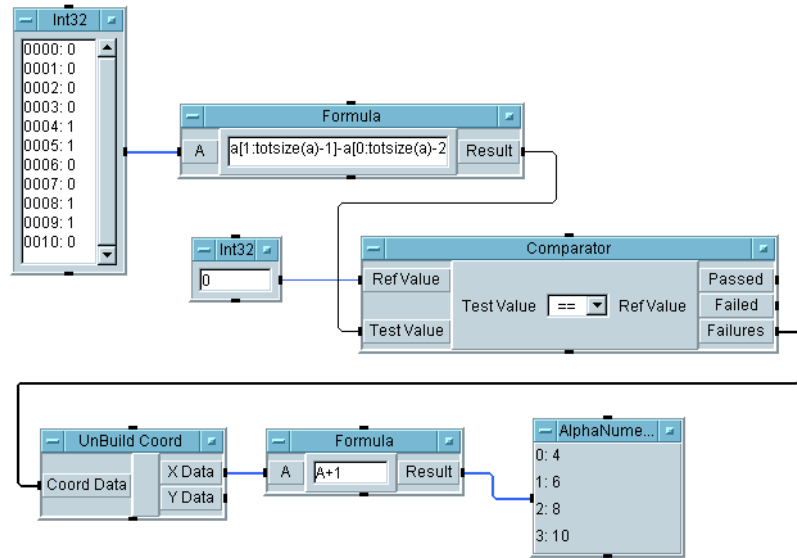 Int32
0000: 0
0001: 0
0002: 0
0003: 0
0004: 1
0005: 1
0006: 0
0007: 0
0008: 1
0009: 1
0010: 0
Formula
A
a[1:totsize(a)-1]-a[0:totsize(a)-2
Result
Int32
0
Comparator
Ref Value
Test Value
Test Value == Ref Value
Passed
Failed
Failures
UnBuild Coord
Coord Data
X Data
Y Data
Formula
A
A+1
Result
AlphaNume...
0: 4
1: 6
2: 8
3: 10